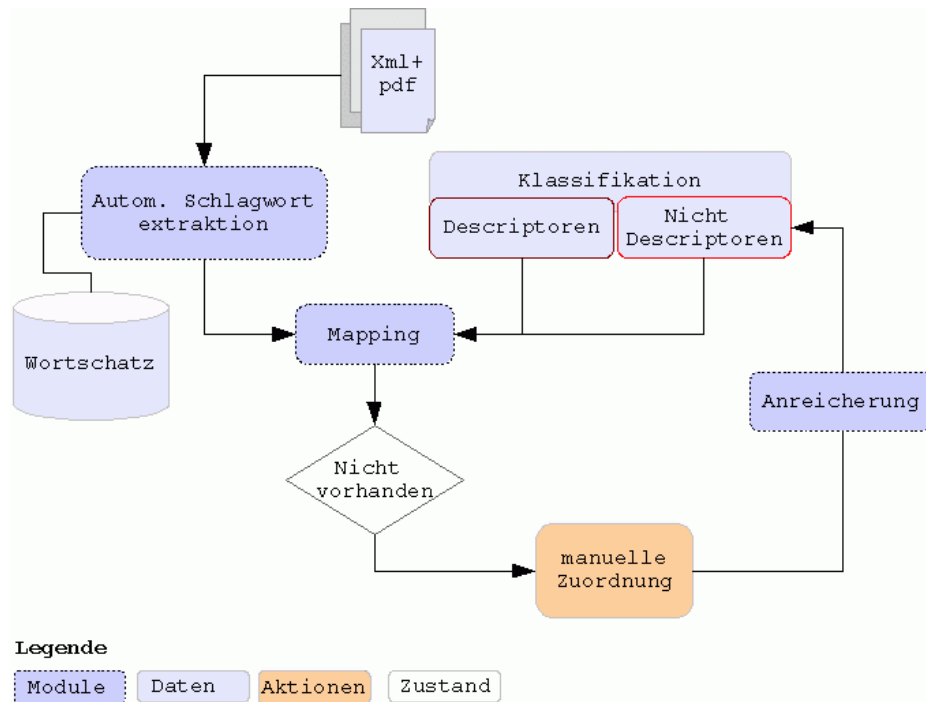 Xml+
pdf
Autom. Schlagwort
extraktion
Klassifikation
Descriptoren
Nicht
Descriptoren
Wortschatz
Mapping
Anreicherung
Nicht
vorhanden
manuelle
Zuordnung
Legende
Module
Daten
Aktionen
Zustand